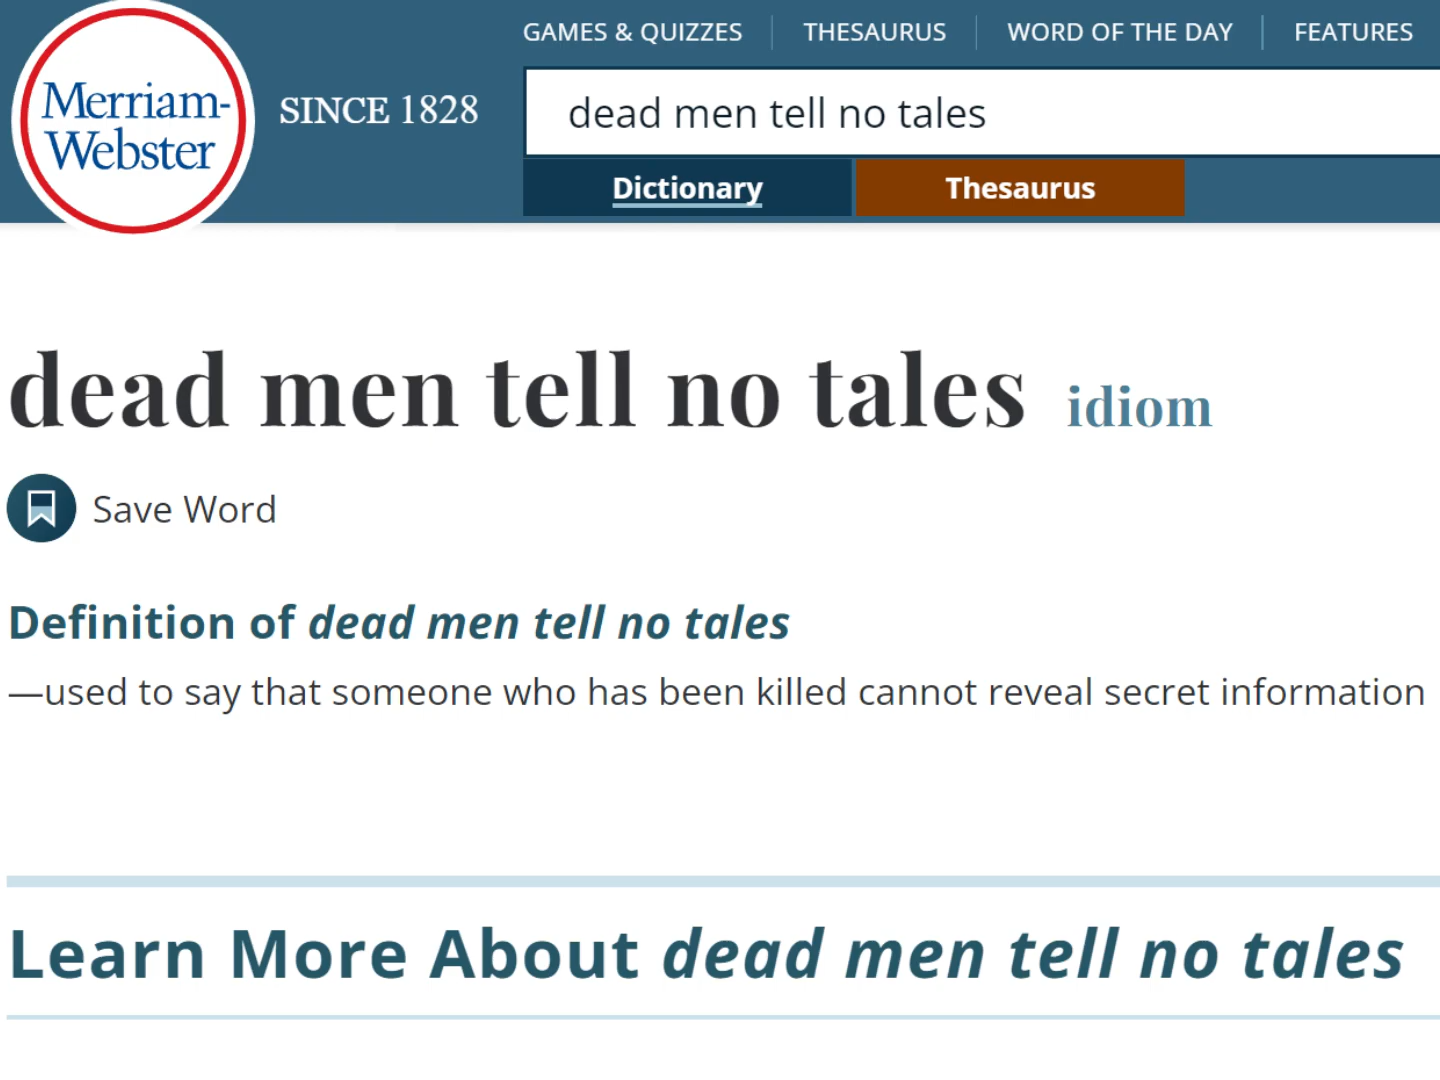 GAMES & QUIZZES THESAURUS WORD OF THE DAY FEATURES
Merriam-
Webster
SINCE 1828
dead men tell no tales
Dictionary Thesaurus
dead men tell no tales idiom
Save Word
Definition of dead men tell no tales
—used to say that someone who has been killed cannot reveal secret information
Learn More About dead men tell no tales